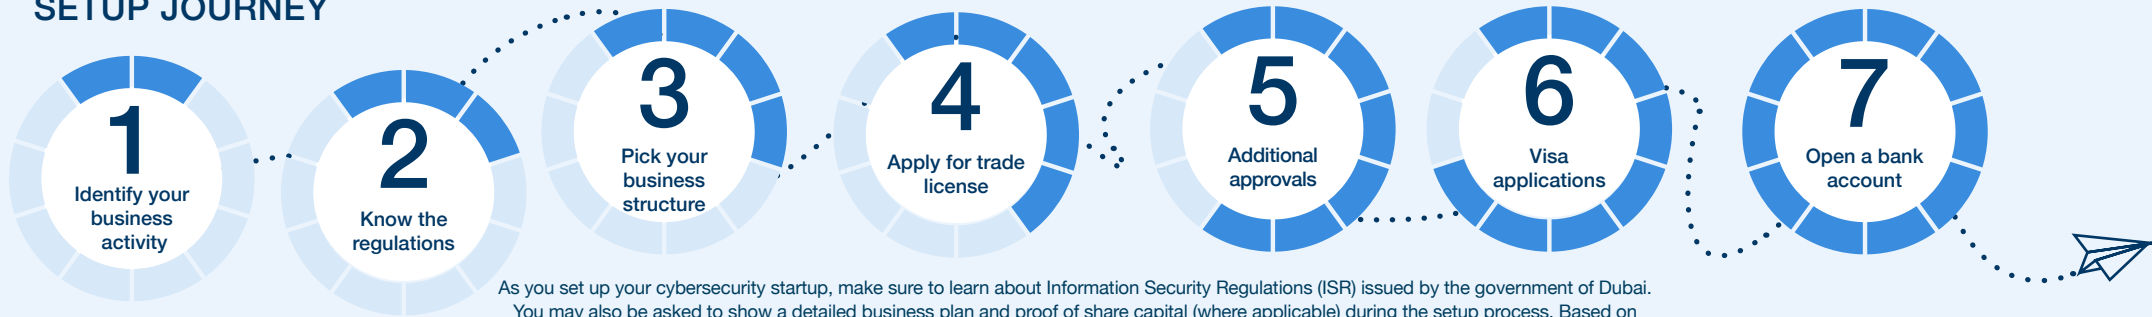 SETUP JOURNEY
1
Identify your
business
activity
2
Know the
regulations
3
Pick your
business
structure
4
Apply for trade
license
5
Additional
approvals
6
Visa
applications
7
Open a bank
account
As you set up your cybersecurity startup, make sure to learn about Information Security Regulations (ISR) issued by the government of Dubai.
You may also be asked to show a detailed business plan and proof of share capital (where applicable) during the setup process. Based on